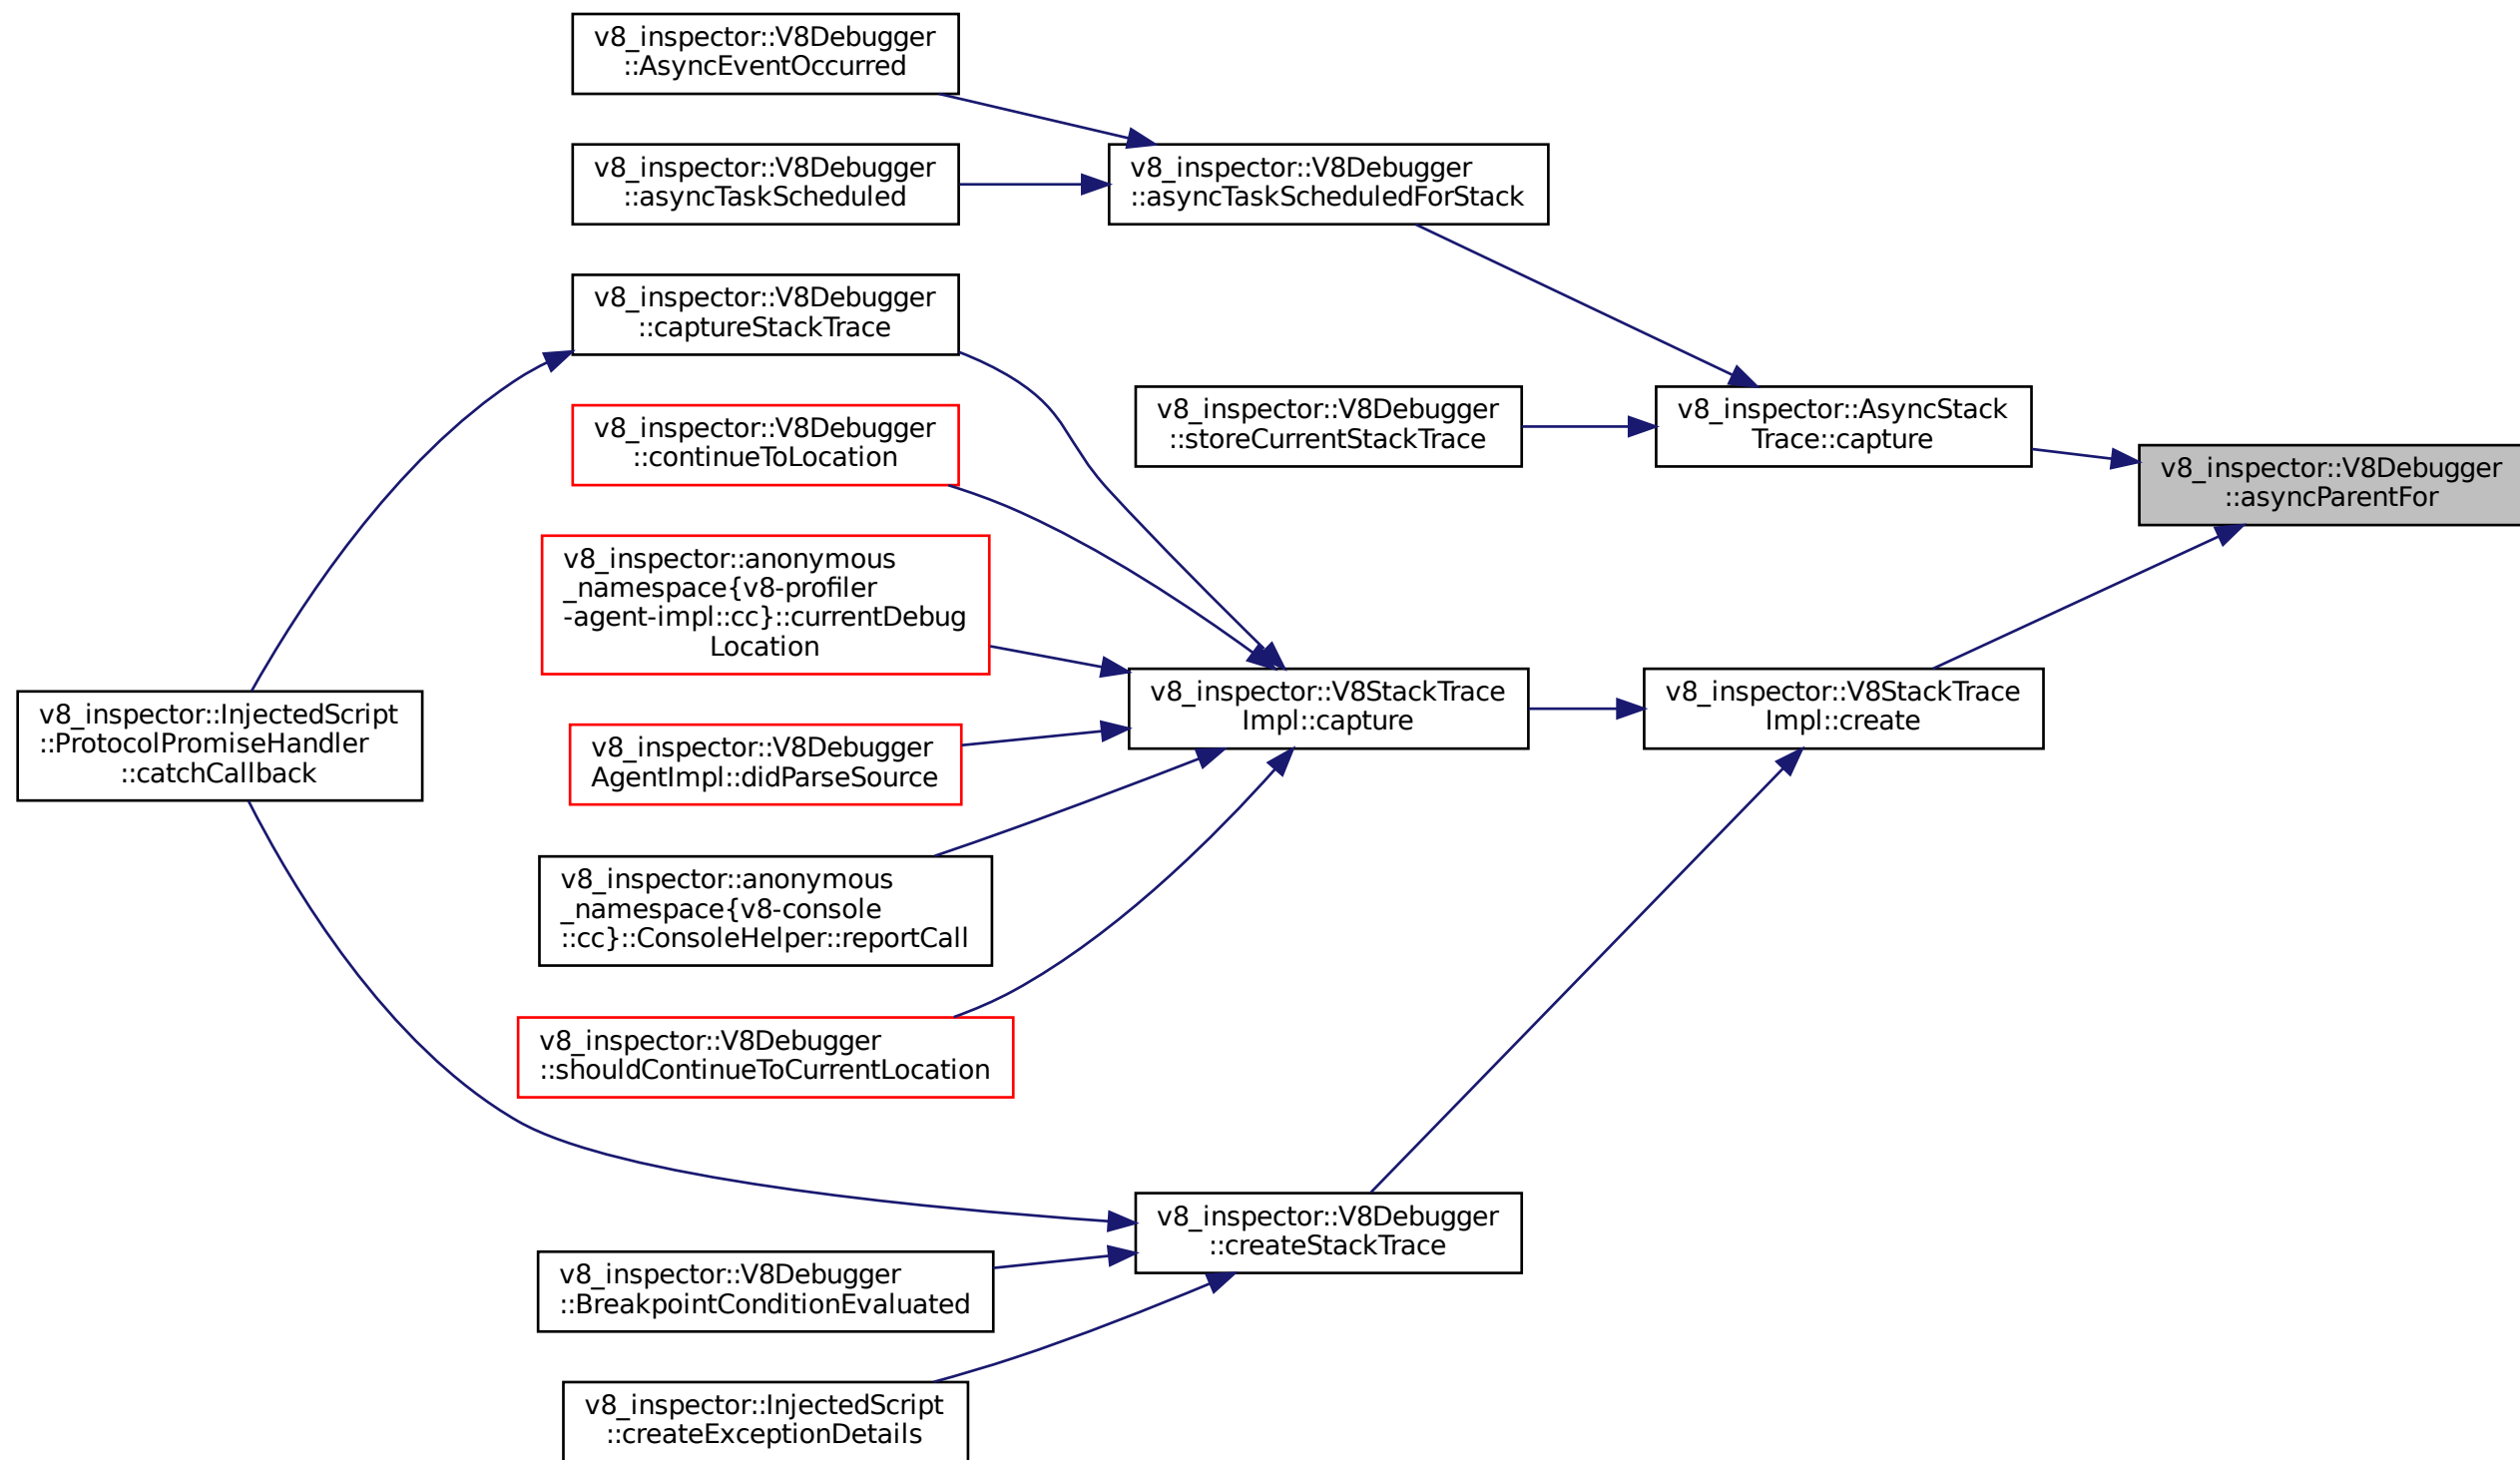 v8_inspector::V8Debugger
::AsyncEventOccurred
v8_inspector::V8Debugger
::asyncTaskScheduled
v8_inspector::V8Debugger
::asyncTaskScheduledForStack
v8_inspector::V8Debugger
::captureStackTrace
v8_inspector::V8Debugger
::continueToLocation
v8_inspector::V8Debugger
::storeCurrentStackTrace
v8_inspector::AsyncStack
Trace::capture
v8_inspector::V8Debugger
::asyncParentFor
v8_inspector::anonymous
_namespace{v8-profiler
-agent-impl::cc}::currentDebug
Location
v8_inspector::InjectedScript
::ProtocolPromiseHandler
::catchCallback
v8_inspector::V8Debugger
AgentImpl::didParseSource
v8_inspector::V8StackTrace
Impl::capture
v8_inspector::V8StackTrace
Impl::create
v8_inspector::anonymous
_namespace{v8-console
::cc}::ConsoleHelper::reportCall
v8_inspector::V8Debugger
::shouldContinueToCurrentLocation
v8_inspector::V8Debugger
::createStackTrace
v8_inspector::V8Debugger
::BreakpointConditionEvaluated
v8_inspector::InjectedScript
::createExceptionDetails